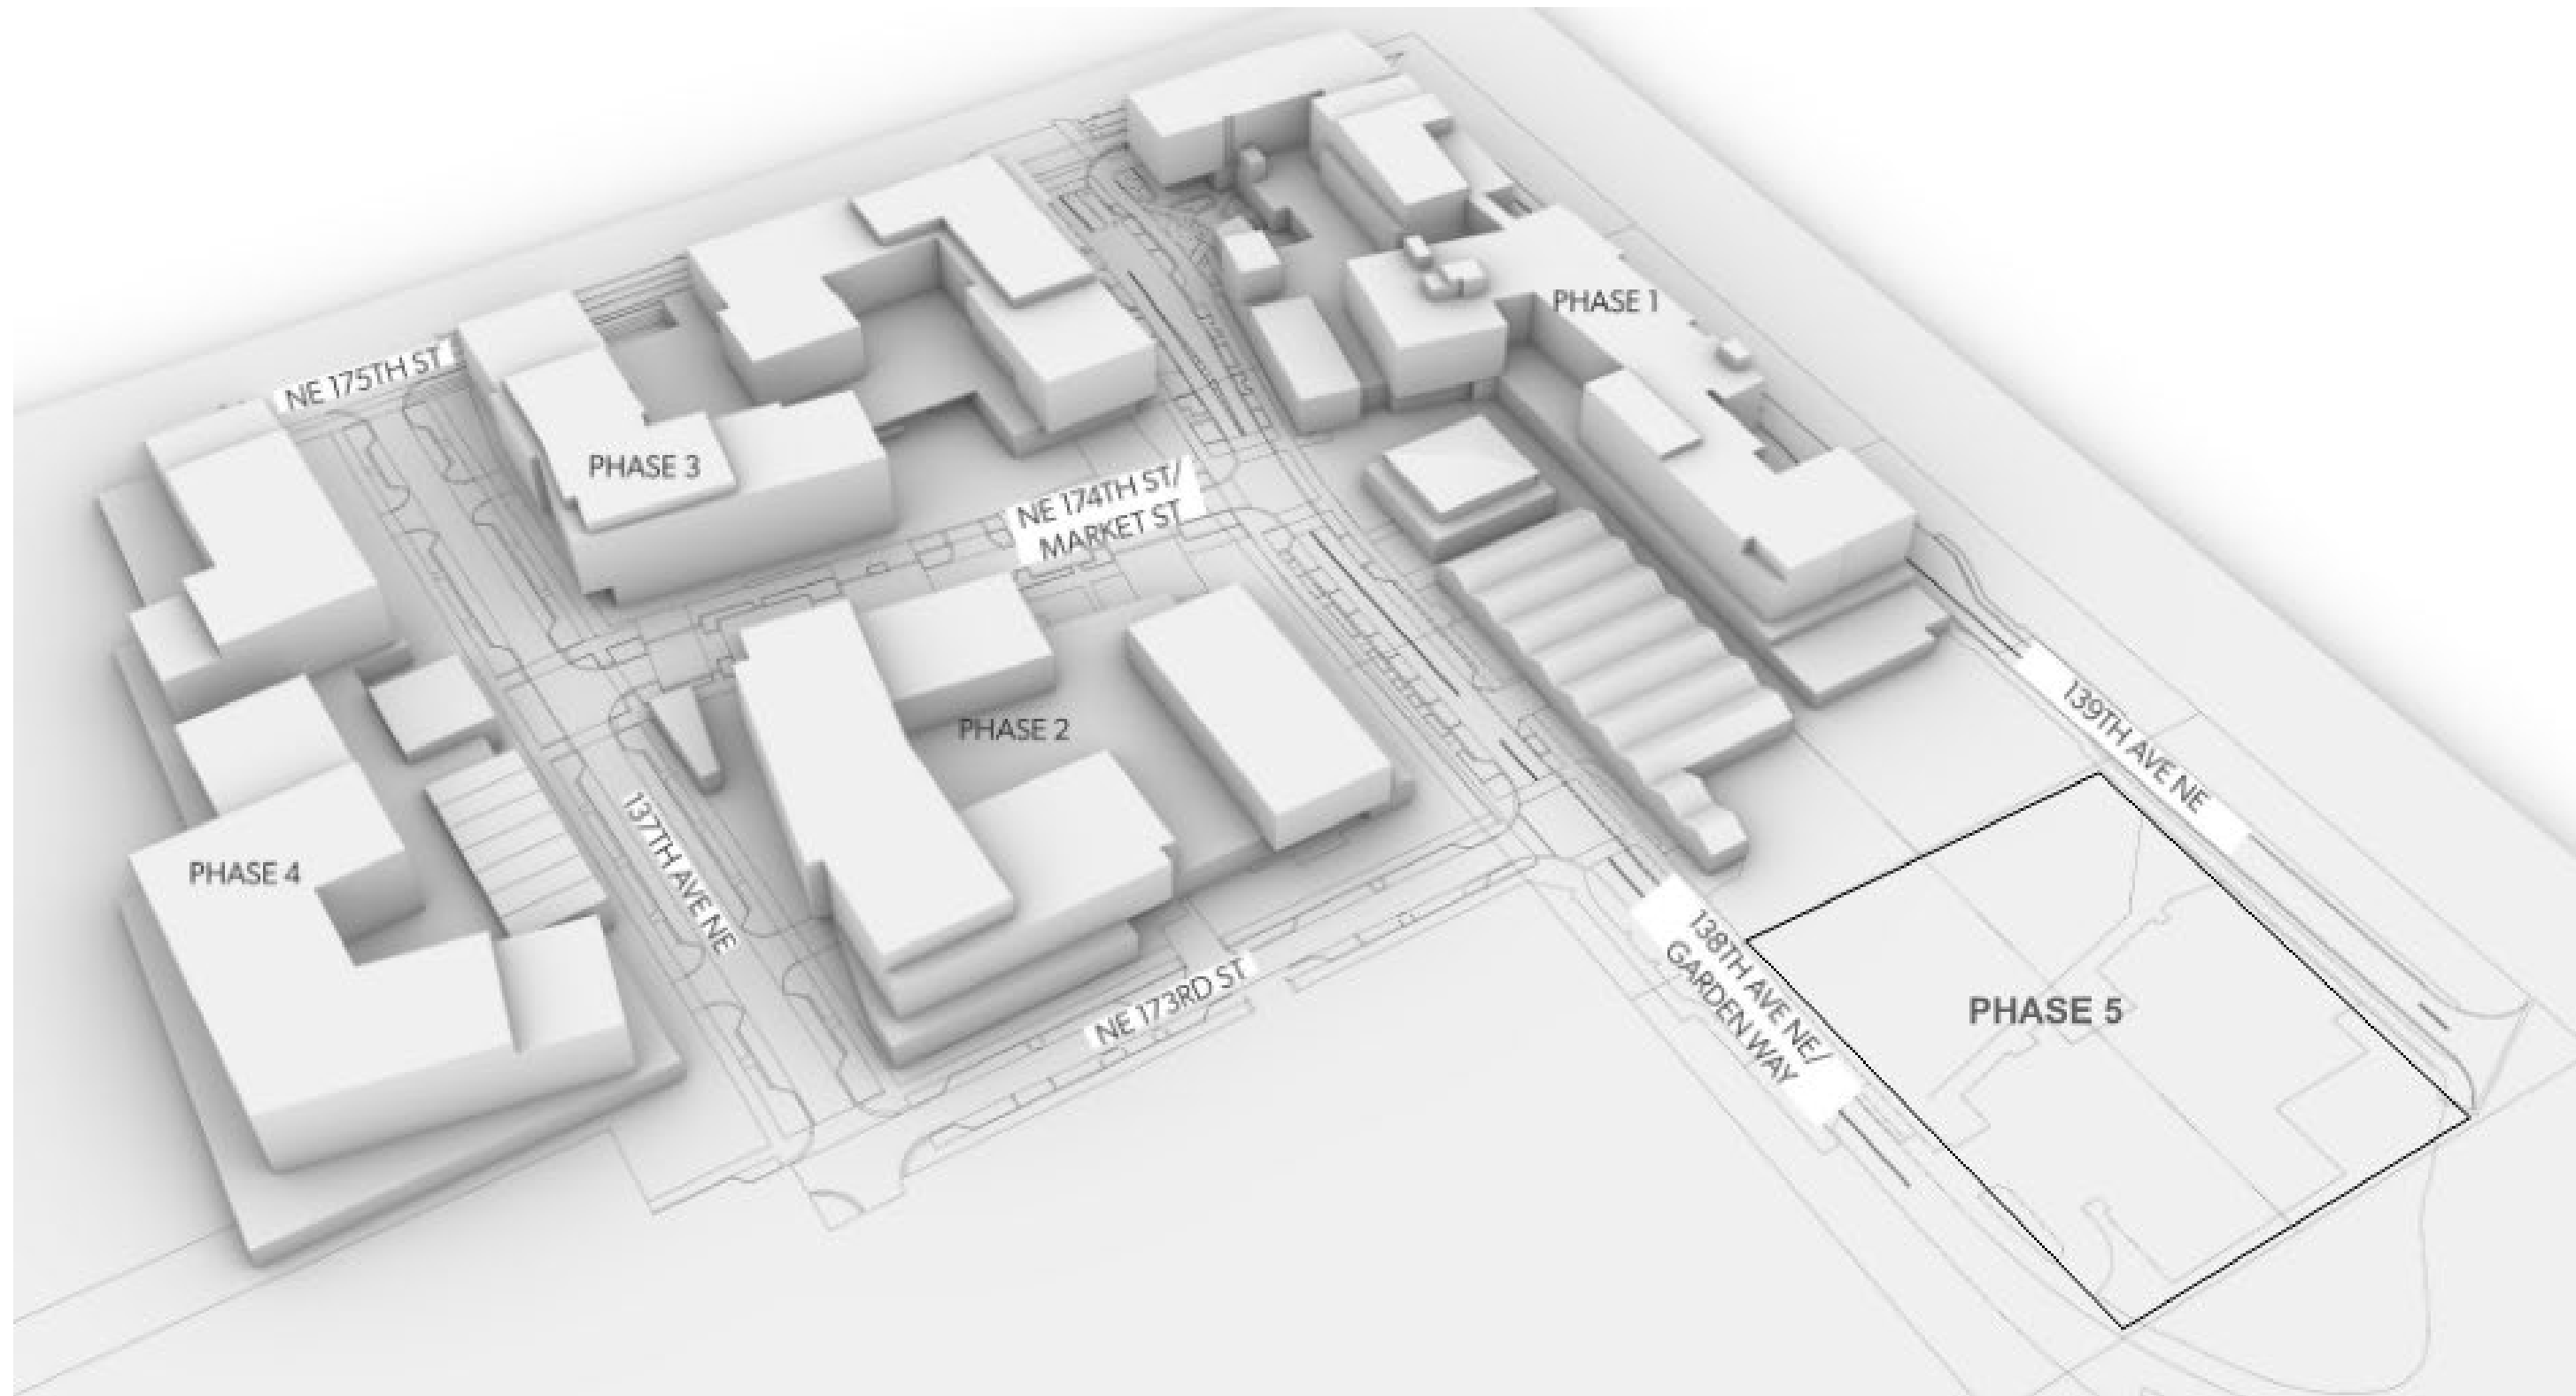 PHASE 1
NE 175TH ST
PHASE 3
NE 174TH ST/
MARKET ST
139TH AVE NE
PHASE 2
137TH AVE NE
PHASE 4
138TH AVE NE/
GARDEN WAY
NE 173RD ST
PHASE 5